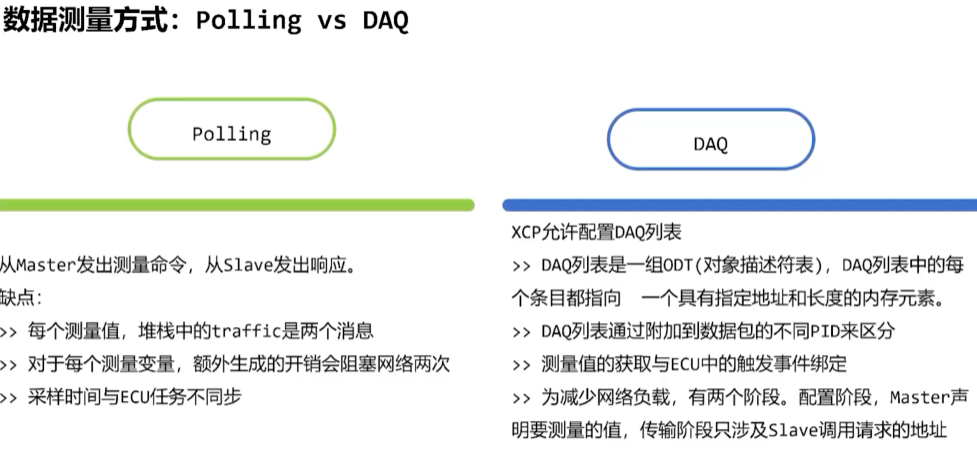 数据测量方式：Polling vs DAQ
Polling
从Master发出测量命令，从Slave发出响应。
缺点：
>> 每个测量值，堆栈中的traffic是两个消息
>> 对于每个测量变量，额外生成的开销会阻塞网络两次
>> 采样时间与ECU任务不同步
DAQ
XCP允许配置DAQ列表
>> DAQ列表是一组ODT(对象描述符表)，DAQ列表中的每
个条目都指向 一个具有指定地址和长度的内存元素。
>> DAQ列表通过附加到数据包的不同PID来区分
>> 测量值的获取与ECU中的触发事件绑定
>> 为减少网络负载，有两个阶段。配置阶段，Master声
明要测量的值，传输阶段只涉及Slave调用请求的地址